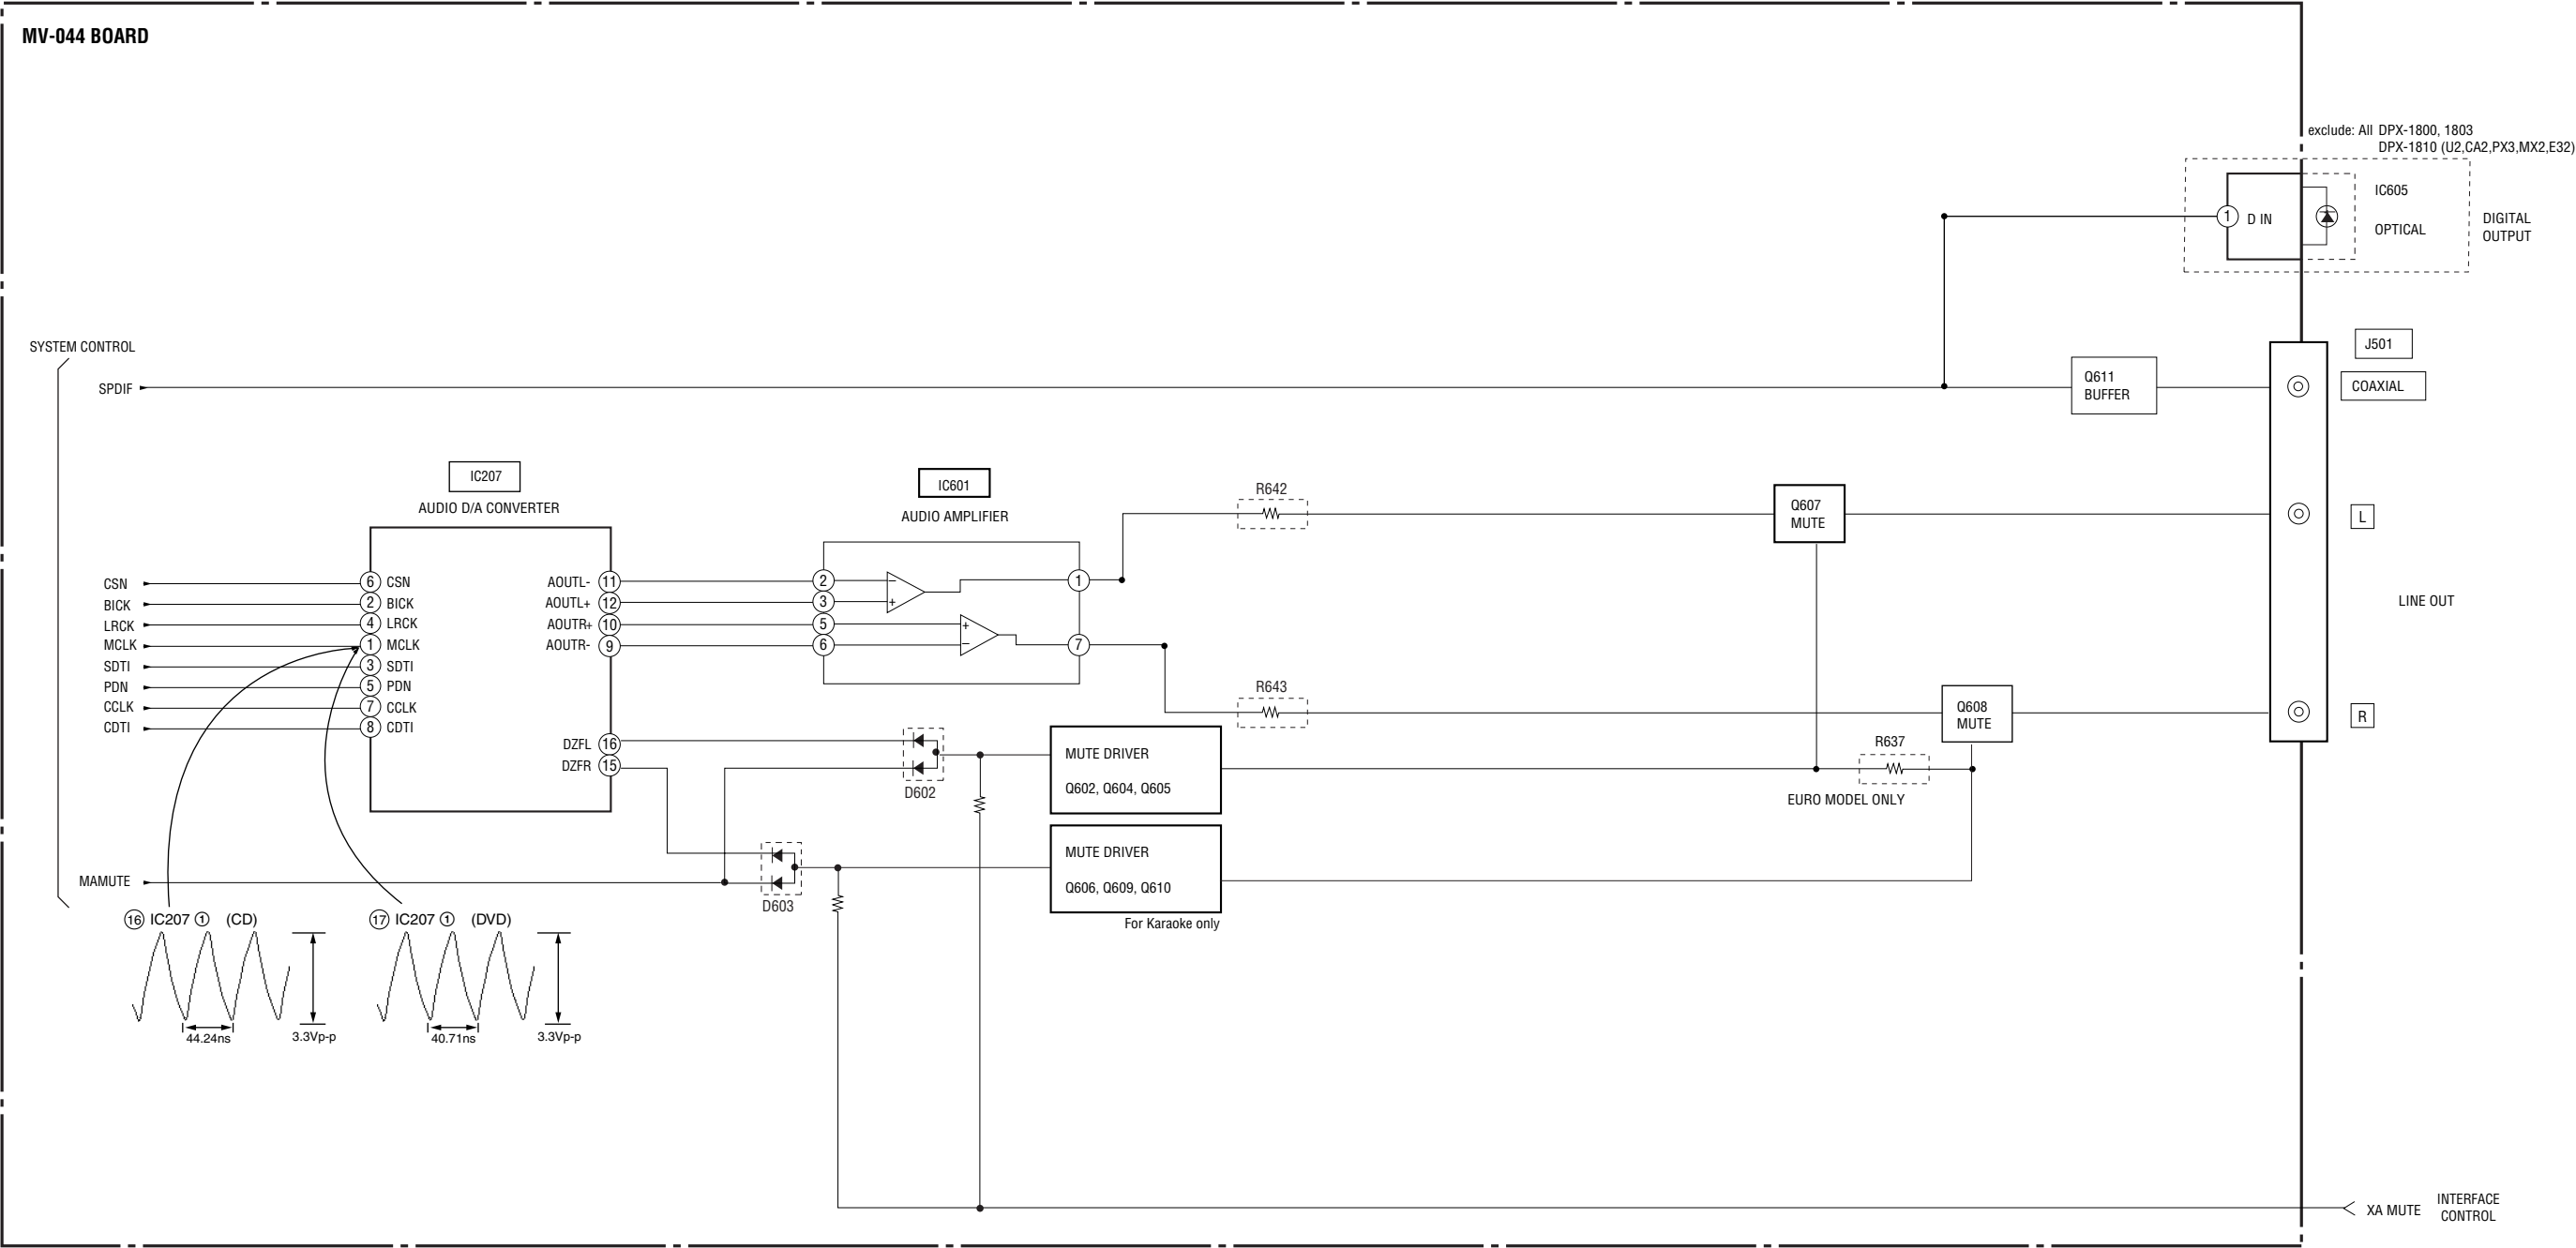 MV-044 BOARD
exclude: All DPX-1800, 1803
DPX-1810 (U2,CA2,PX3,MX2,E32)
IC605
1
D IN
OPTICAL
DIGITAL
OUTPUT
SYSTEM CONTROL
SPDIF
Q611
BUFFER
J501
COAXIAL
IC207
AUDIO D/A CONVERTER
IC601
AUDIO AMPLIFIER
R642
Q607
MUTE
L
CSN
6
CSN
AOUTL-
11
2
1
BICK
2
BICK
AOUTL+
12
3
LRCK
4
LRCK
AOUTR+
10
5
MCLK
1
MCLK
AOUTR-
9
6
7
SDTI
3
SDTI
PDN
5
PDN
CCLK
7
CCLK
CDTI
8
CDTI
- 
+
+
-
LINE OUT
R643
Q608
MUTE
R
DZFL
16
DZFR
15
D602
MUTE DRIVER
Q602, Q604, Q605
R637
EURO MODEL ONLY
MAMUTE
D603
MUTE DRIVER
Q606, Q609, Q610
For Karaoke only
16 IC207 1 (CD)
44.24ns
3.3Vp-p
17 IC207 1 (DVD)
40.71ns
3.3Vp-p
XA MUTE
INTERFACE
CONTROL